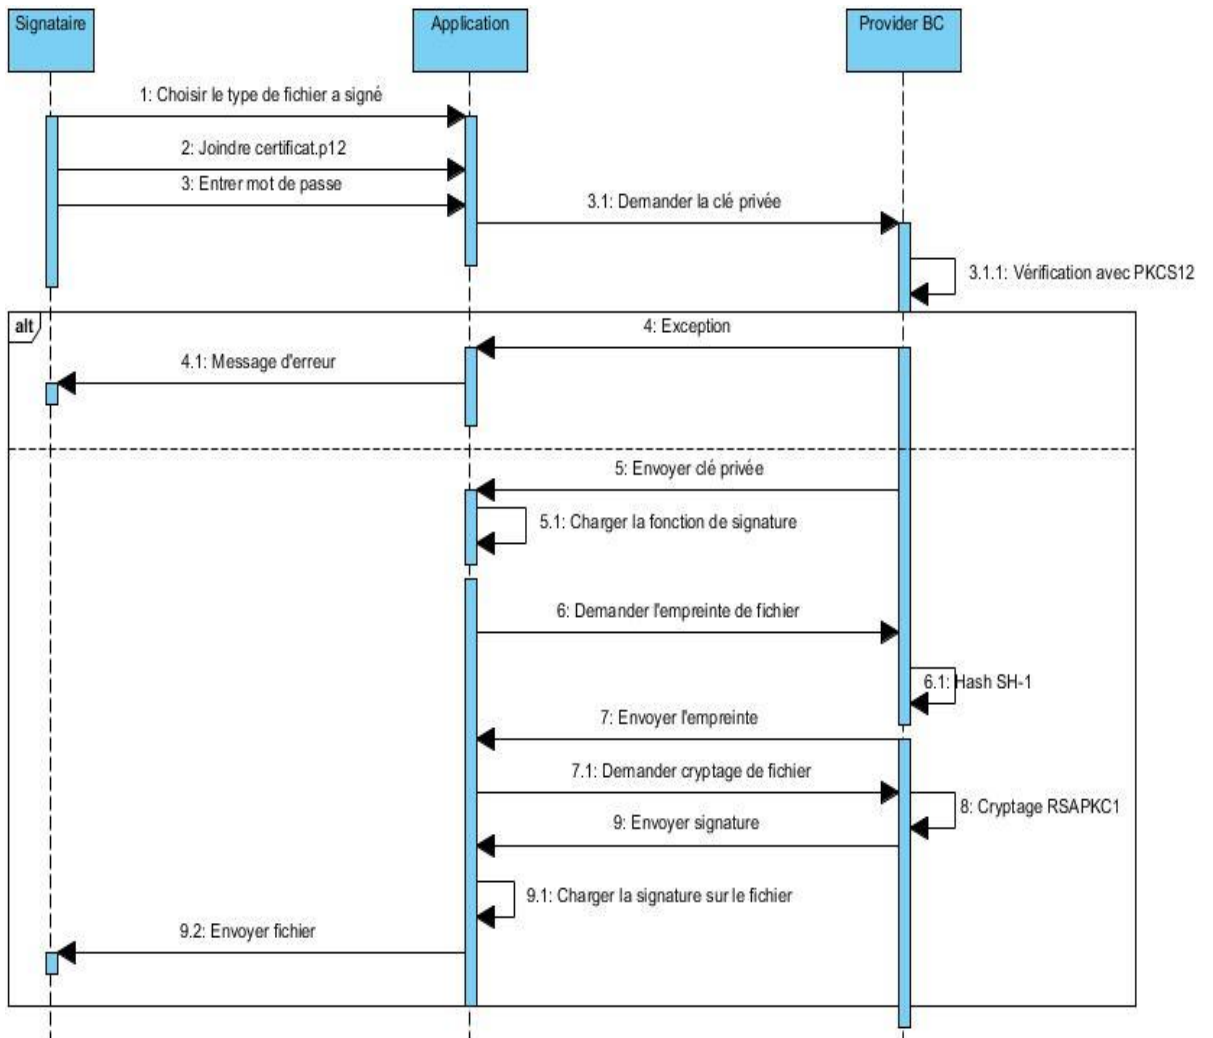 Signataire
Application
Provider BC
1: Choisir le type de fichier a signé
2: Joindre certificat.p12
3: Entrer mot de passe
3.1: Demander la clé privée
3.1.1: Vérification avec PKCS12
alt
4: Exception
4.1: Message d'erreur
5: Envoyer clé privée
5.1: Charger la fonction de signature
6: Demander l'empreinte de fichier
6.1: Hash SH-1
7: Envoyer l'empreinte
7.1: Demander cryptage de fichier
8: Cryptage RSAPKC1
9: Envoyer signature
9.1: Charger la signature sur le fichier
9.2: Envoyer fichier